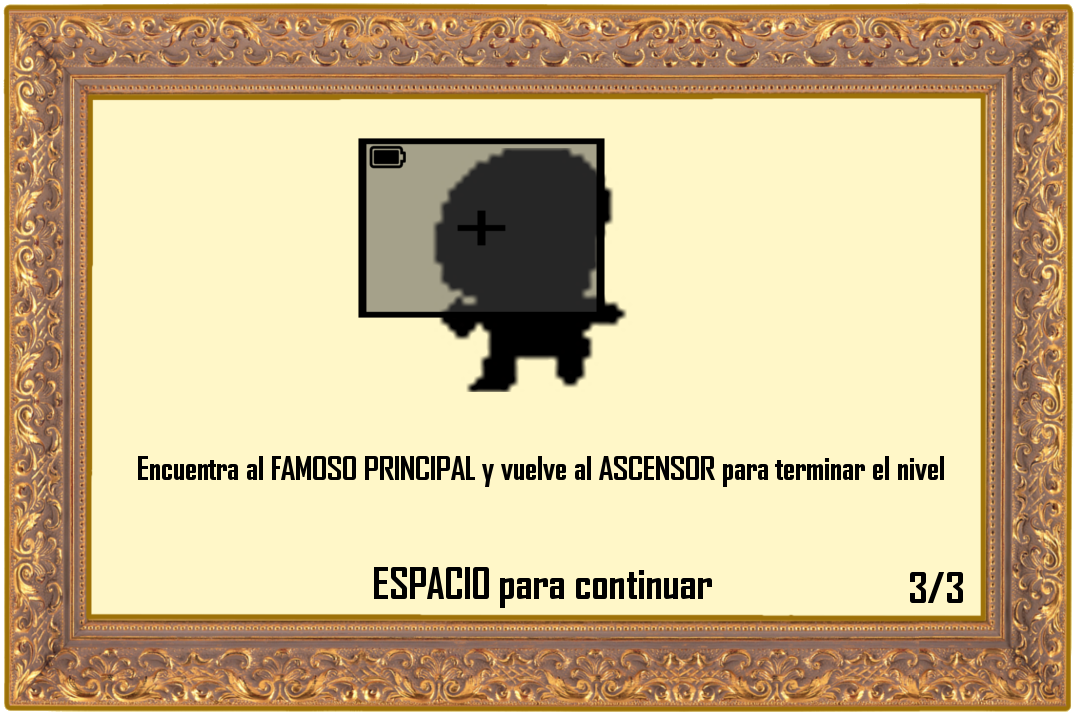 Encuentra al FAMOSO PRINCIPAL y vuelve al ASCENSOR para terminar el nivel
ESPACIO para continuar
3/3